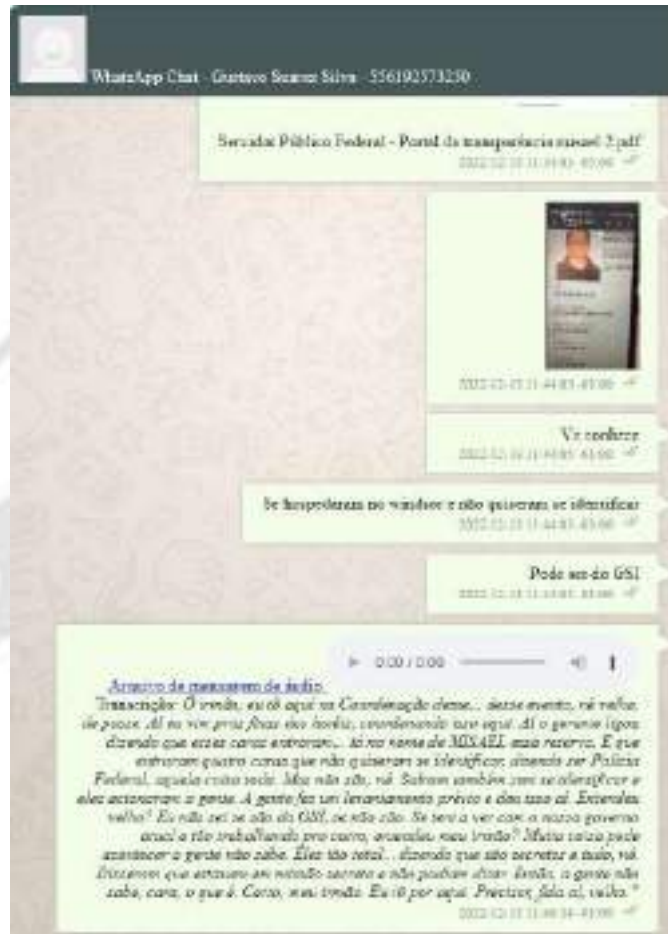 WhatsApp Chat - Gustavo Suarez Silva - 556192573250
Servidor Público Federal - Portal da transparência misael 2.pdf
Vc conhece
Se hospedaram no windsor e não quiseram se identificar
Pode ser do GSI
0:00 / 0:00
Arquivo de mensagem de áudio.
Transcrição: Ô irmão, eu tô aqui na Coordenação desse... desse evento, né velho,
de posse. Aí eu vim pros fixos dos hotéis, coordenando isso aqui. Aí o gerente ligou
dizendo que esses caras entraram... lá no nome de MISAEL essa reserva. E que
entraram quatro caras que não quiseram se identificar, dizendo ser Polícia
Federal, aquela coisa toda. Mas não são, né. Saíram também sem se identificar e
eles acionaram a gente. A gente fez um levantamento prévio e deu isso aí. Entendeu
velho? Eu não sei se são do GSI, se não são. Se tem a ver com o nosso governo
atual e tão trabalhando pro outro, entendeu meu irmão? Muita coisa pode
acontecer a gente não sabe. Eles tão total... dizendo que são secretos e tudo, né.
Disseram que estavam em missão secreta e não podiam dizer. Então, a gente não
sabe, cara, o que é. Certo, meu irmão. Eu tô por aqui. Precisar, fala aí, velho."